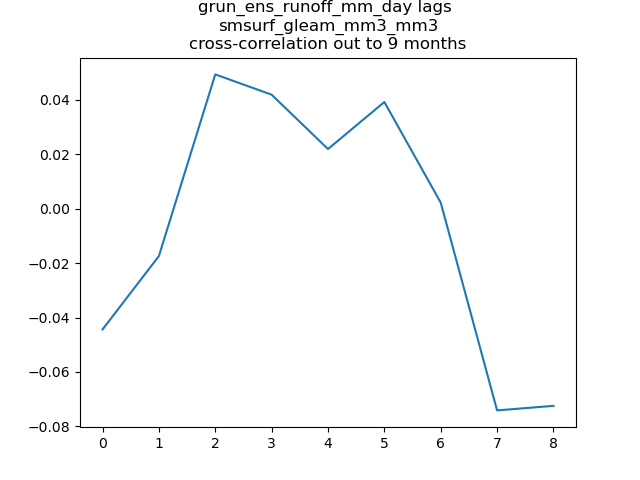 grun_ens_runoff_mm_day lags
smsurf_gleam_mm3_mm3
cross-correlation out to 9 months
0.04
0.02
0.00
−0.02
−0.04
−0.06
−0.08
0 1 2 3 4 5 6 7 8